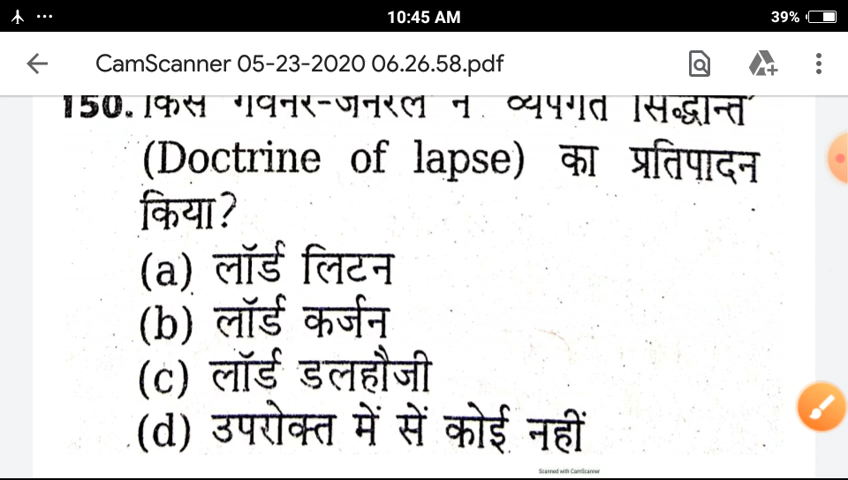 10:45 AM
39%
CamScanner 05-23-2020 06.26.58.pdf
150. किस गवर्नर-जनरल ने व्यपगत सिद्धान्त
(Doctrine of lapse) का प्रतिपादन
किया?
(a) लॉर्ड लिटन
(b) लॉर्ड कर्जन
(c) लॉर्ड डलहौजी
(d) उपरोक्त में सें कोई नहीं
Scanned with CamScanner